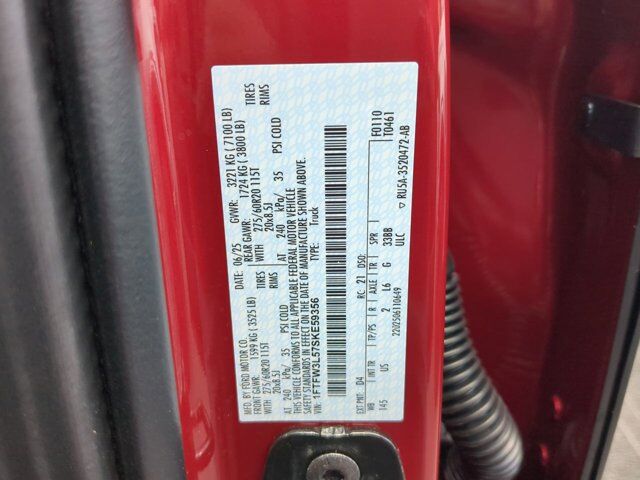 MFD. BY FORD MOTOR CO.
DATE: 06/25 GVWR: 3221 KG ( 7100 LB)
FRONT GAWR: 1599 KG ( 3525 LB) REAR GAWR: 1724 KG ( 3800 LB)
WITH 275/60R20 115T TIRES WITH 275/60R20 115T TIRES
20x8.5J RIMS 20x8.5J RIMS
AT 240 kPa/ 35 PSI COLD AT 240 kPa/ 35 PSI COLD
THIS VEHICLE CONFORMS TO ALL APPLICABLE FEDERAL MOTOR VEHICLE
SAFETY STANDARDS IN EFFECT ON THE DATE OF MANUFACTURE SHOWN ABOVE.
VIN: 1FTFW3L57SKE59356 TYPE: Truck
F0110
T0461
EXT PNT: D4 RC: 21 DSO:
WB INT TR TP/PS R AXLE TR SPR
145 US 2 L6 G 33BB
ULC ▽ RU5A-3520472-AB
2202506110649